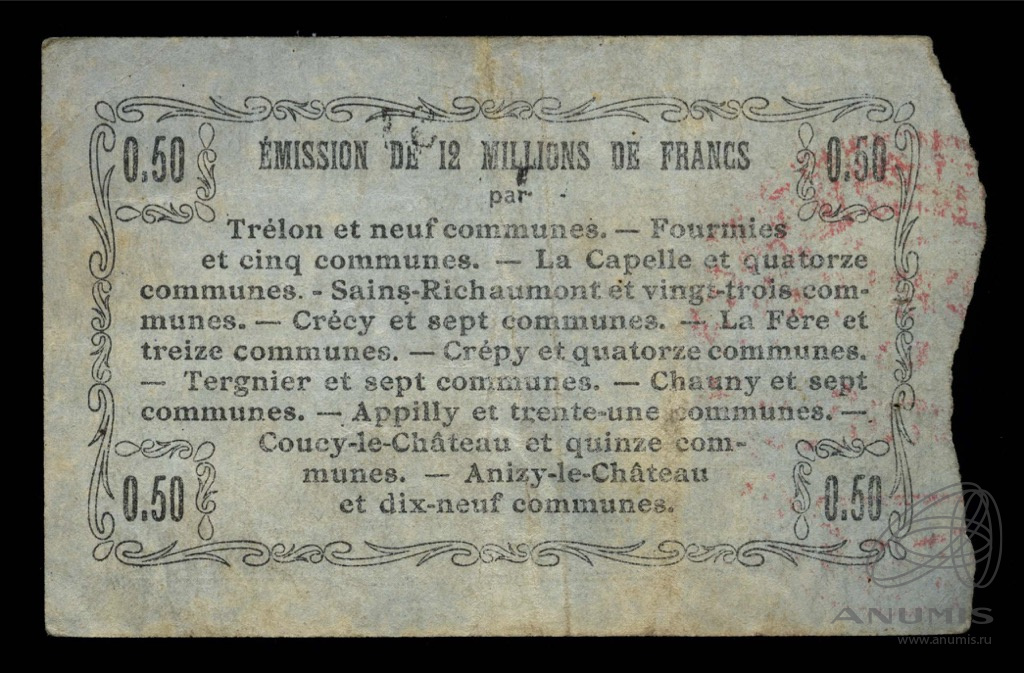 0.50 ÉMISSION DE 12 MILLIONS DE FRANCS 0.50
par
Trélon et neuf communes. — Fourmies
et cinq communes. — La Capelle et quatorze
communes. - Sains-Richaumont et vingt-trois com-
munes. — Crécy et sept communes. — La Fère et
treize communes. — Crépy et quatorze communes.
— Tergnier et sept communes. — Chauny et sept
communes. — Appilly et trente-une communes. —
Coucy-le-Château et quinze com-
munes. — Anizy-le-Château
et dix-neuf communes.
0.50 0.50
ANUMIS
www.anumis.ru